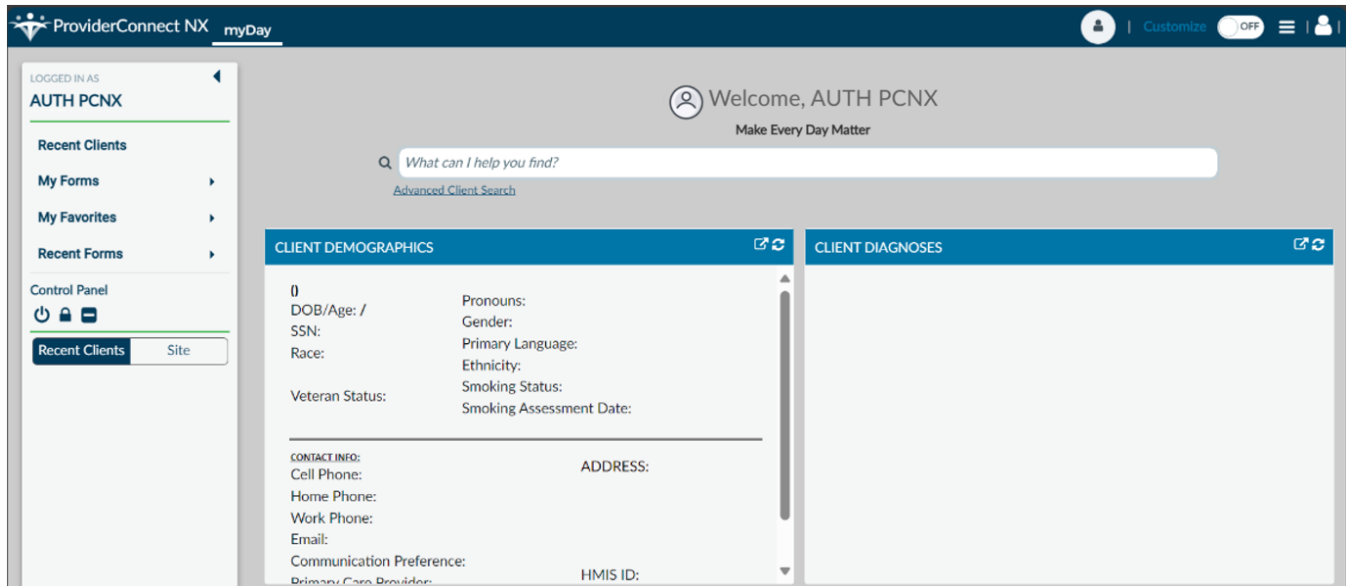 ProviderConnect NX myDay
Customize OFF
LOGGED IN AS
AUTH PCNX
Recent Clients
My Forms
My Favorites
Recent Forms
Control Panel
Recent Clients Site
Welcome, AUTH PCNX
Make Every Day Matter
What can I help you find?
Advanced Client Search
CLIENT DEMOGRAPHICS
()
DOB/Age: /
SSN:
Race:
Veteran Status:
Pronouns:
Gender:
Primary Language:
Ethnicity:
Smoking Status:
Smoking Assessment Date:
CONTACT INFO:
Cell Phone:
Home Phone:
Work Phone:
Email:
Communication Preference:
Primary Care Provider:
ADDRESS:
HMIS ID:
CLIENT DIAGNOSES